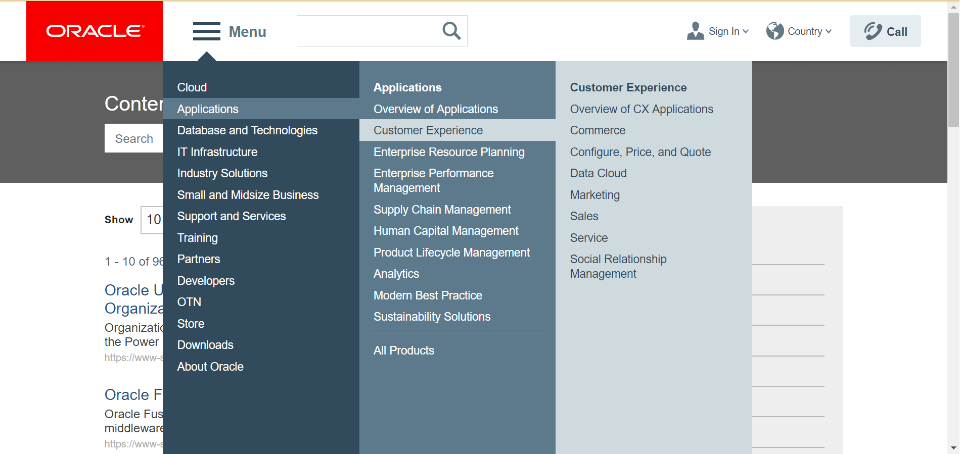 ORACLE
Menu
Sign In
Country
Call
Conte
Search
Show
10
1 - 10 of
Oracle
Organiza
the Power
https://www-s
Oracle
Oracle Fus
middleware
https://www-s
Cloud
Applications
Database and Technologies
IT Infrastructure
Industry Solutions
Small and Midsize Business
Support and Services
Training
Partners
Developers
OTN
Store
Downloads
About Oracle
Applications
Overview of Applications
Customer Experience
Enterprise Resource Planning
Enterprise Performance
Management
Supply Chain Management
Human Capital Management
Product Lifecycle Management
Analytics
Modern Best Practice
Sustainability Solutions
All Products
Customer Experience
Overview of CX Applications
Commerce
Configure, Price, and Quote
Data Cloud
Marketing
Sales
Service
Social Relationship
Management